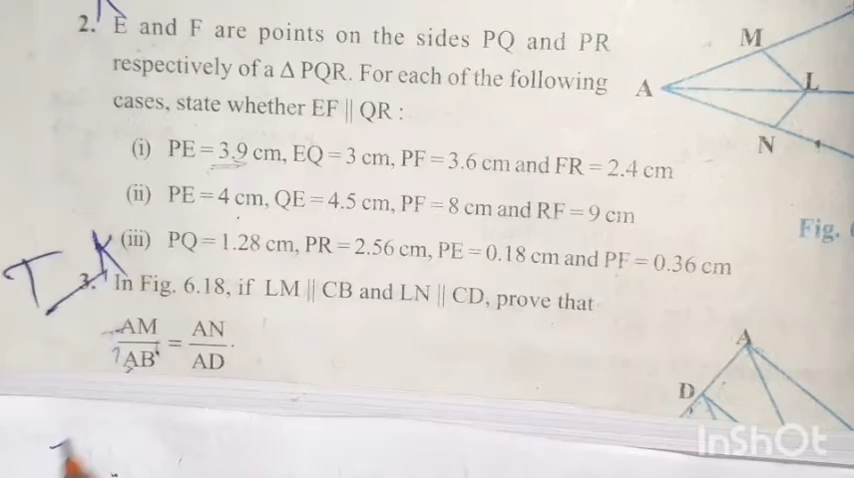 2. E and F are points on the sides PQ and PR
respectively of a Δ PQR. For each of the following
cases, state whether EF || QR :
(i) PE = 3.9 cm, EQ = 3 cm, PF = 3.6 cm and FR = 2.4 cm
(ii) PE = 4 cm, QE = 4.5 cm, PF = 8 cm and RF = 9 cm
(iii) PQ = 1.28 cm, PR = 2.56 cm, PE = 0.18 cm and PF = 0.36 cm
3. In Fig. 6.18, if LM || CB and LN || CD, prove that
AM/AB = AN/AD.
M
A
L
N
Fig.
A
D
T
K
InShOt